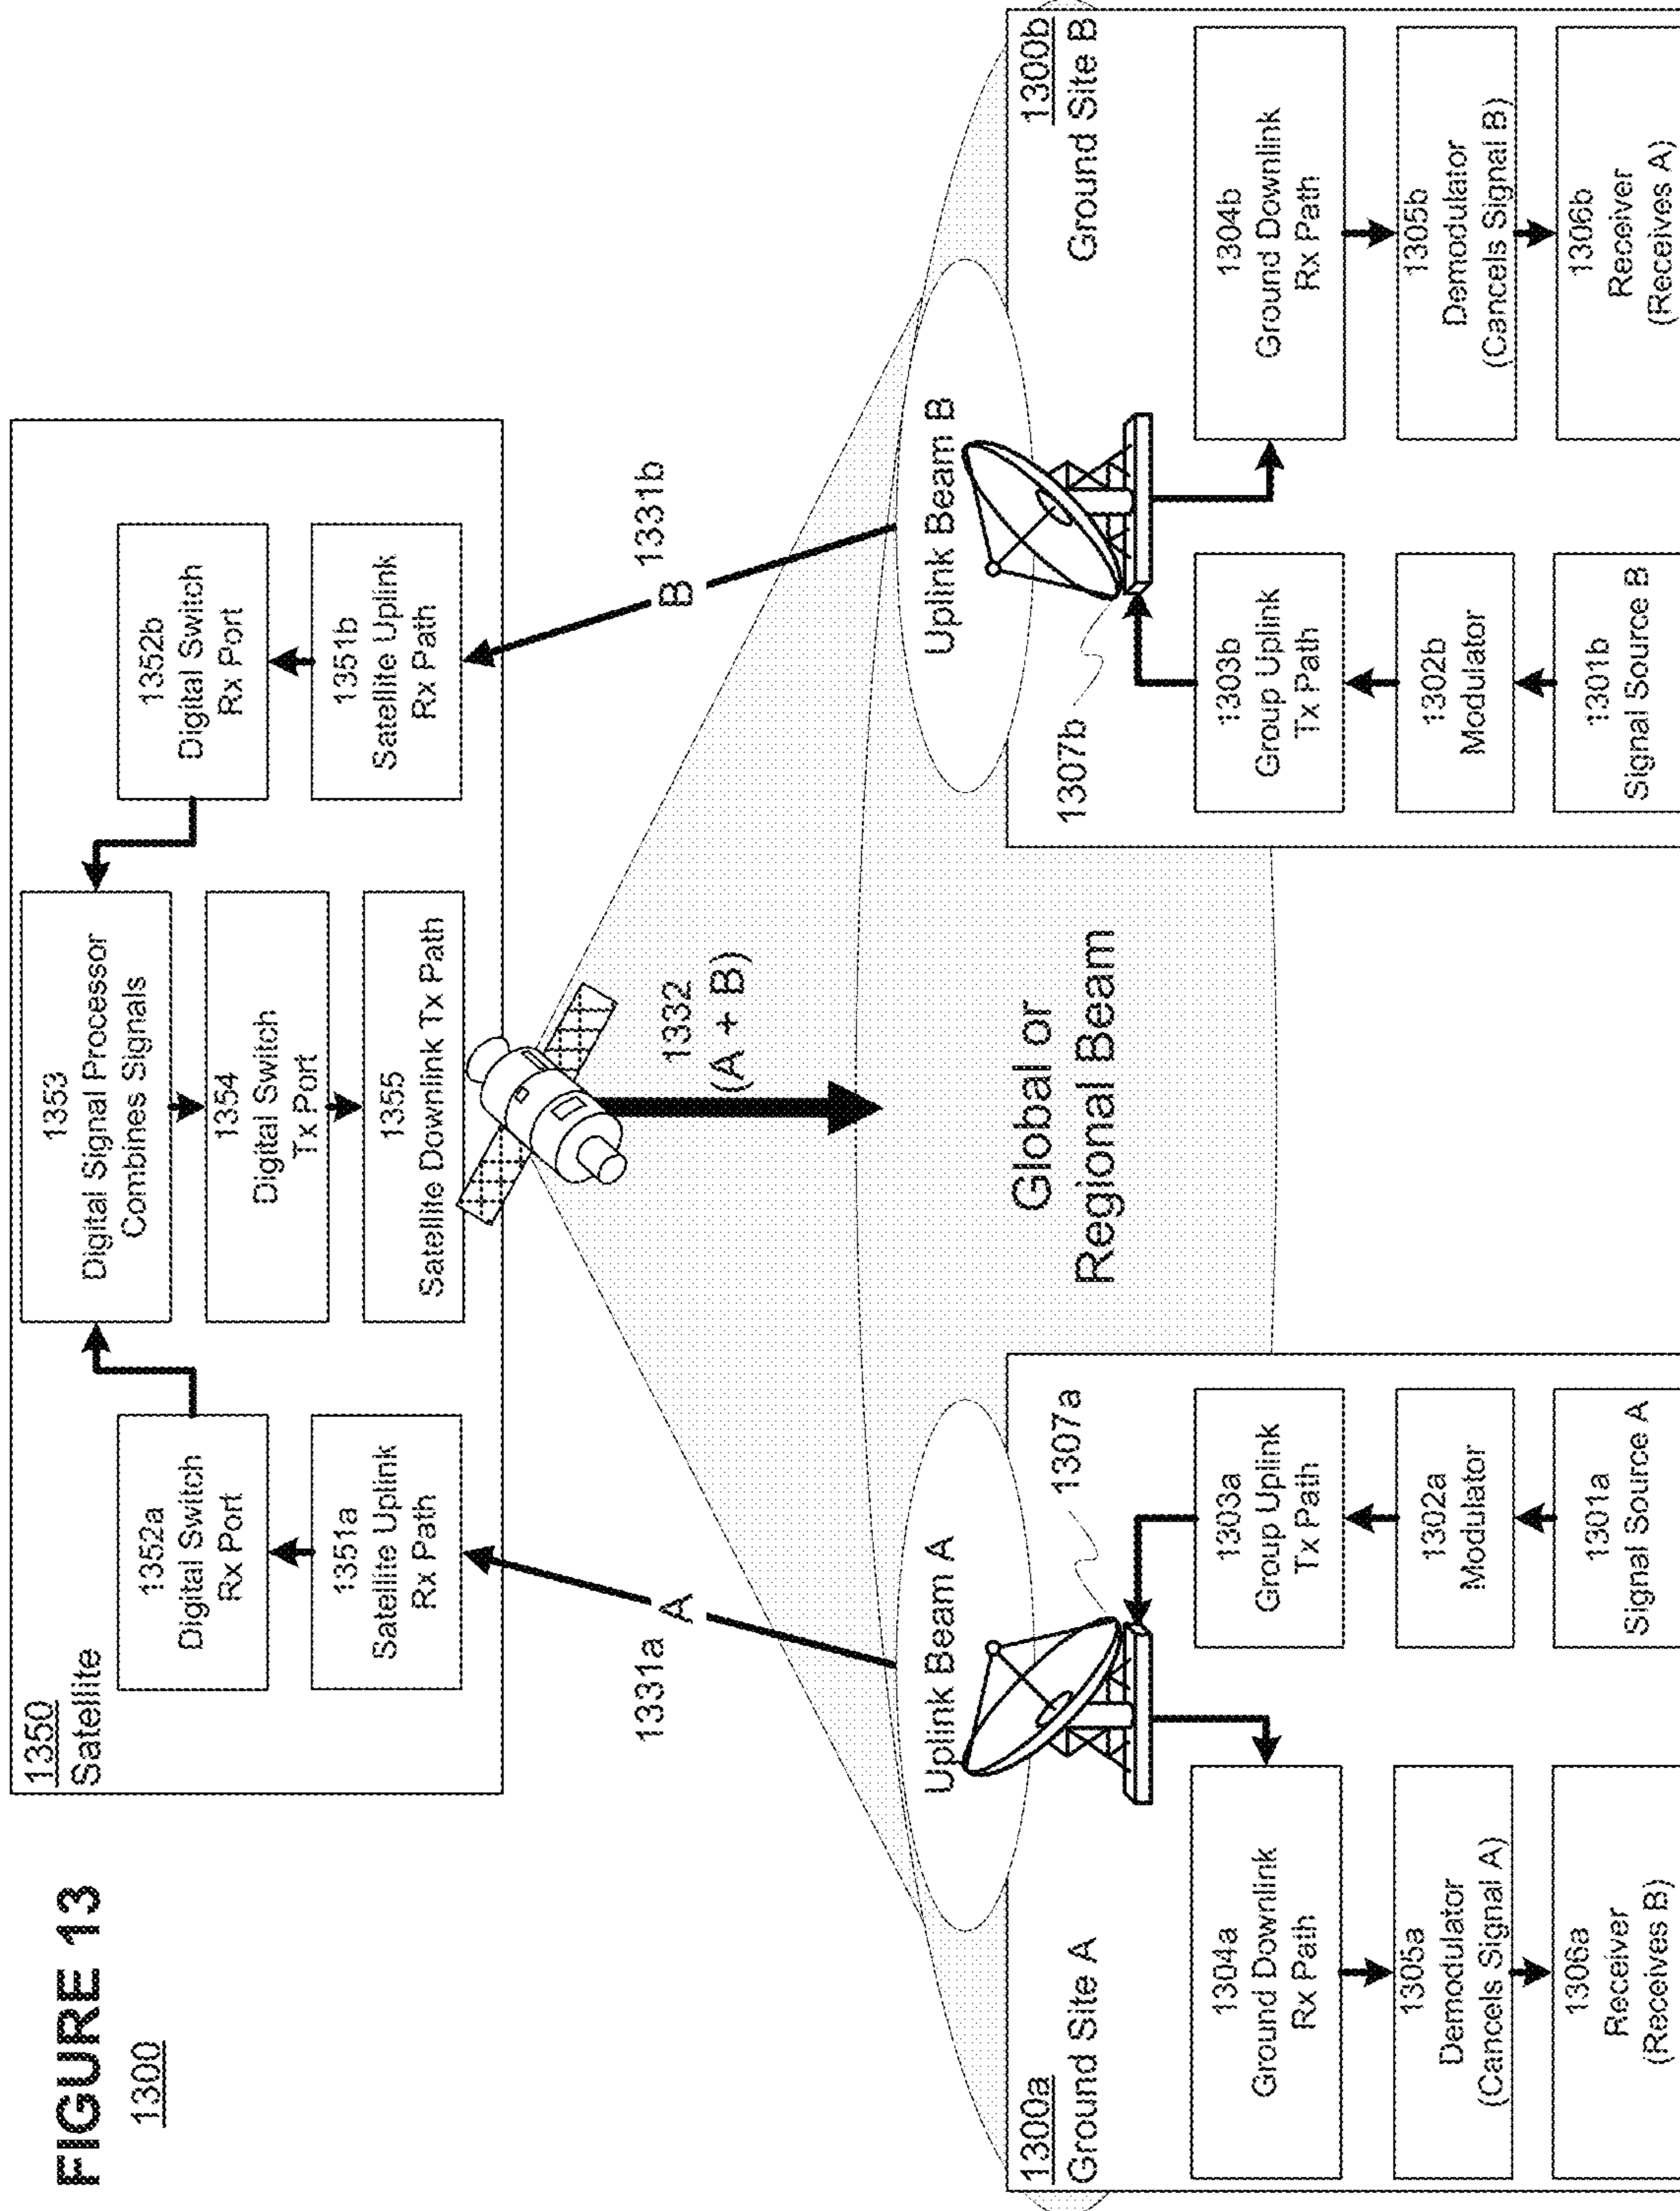 FIGURE 13
1300
1350
Satellite
1352a
Digital Switch
Rx Port
1351a
Satellite Uplink
Rx Path
1353
Digital Signal Processor
Combines Signals
1354
Digital Switch
Tx Port
1355
Satellite Downlink Tx Path
1352b
Digital Switch
Rx Port
1351b
Satellite Uplink
Rx Path
1331a
A
1332
(A + B)
B
1331b
Uplink Beam A
Uplink Beam B
Global or
Regional Beam
1300a
Ground Site A
1307a
1304a
Ground Downlink
Rx Path
1305a
Demodulator
(Cancels Signal A)
1306a
Receiver
(Receives B)
1303a
Group Uplink
Tx Path
1302a
Modulator
1301a
Signal Source A
1300b
Ground Site B
1307b
1303b
Group Uplink
Tx Path
1302b
Modulator
1301b
Signal Source B
1304b
Ground Downlink
Rx Path
1305b
Demodulator
(Cancels Signal B)
1306b
Receiver
(Receives A)